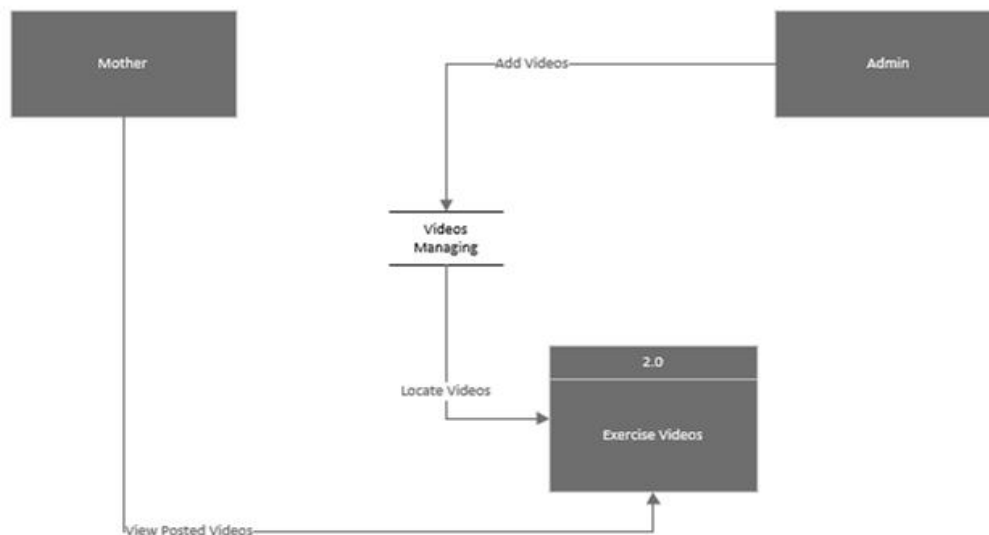 Mother
Add Videos
Admin
Videos
Managing
2.0
Locate Videos
Exercise Videos
View Posted Videos